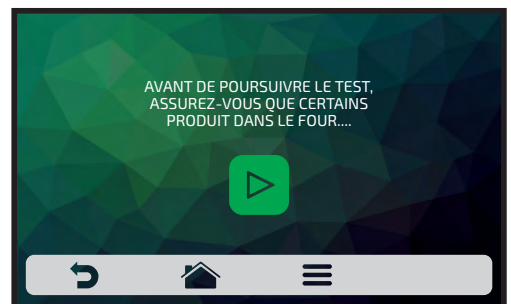 AVANT DE POURSUIVRE LE TEST,
ASSUREZ-VOUS QUE CERTAINS
PRODUIT DANS LE FOUR....